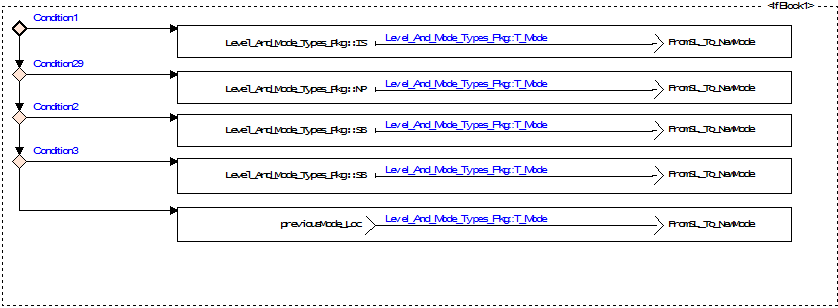 <IfBlock1>
Condition1
Level_And_Mode_Types_Pkg::IS Level_And_Mode_Types_Pkg::T_Mode FromSL_To_NewMode
Condition29
Level_And_Mode_Types_Pkg::NP Level_And_Mode_Types_Pkg::T_Mode FromSL_To_NewMode
Condition2
Level_And_Mode_Types_Pkg::SB Level_And_Mode_Types_Pkg::T_Mode FromSL_To_NewMode
Condition3
Level_And_Mode_Types_Pkg::SB Level_And_Mode_Types_Pkg::T_Mode FromSL_To_NewMode
previousMode_Loc Level_And_Mode_Types_Pkg::T_Mode FromSL_To_NewMode